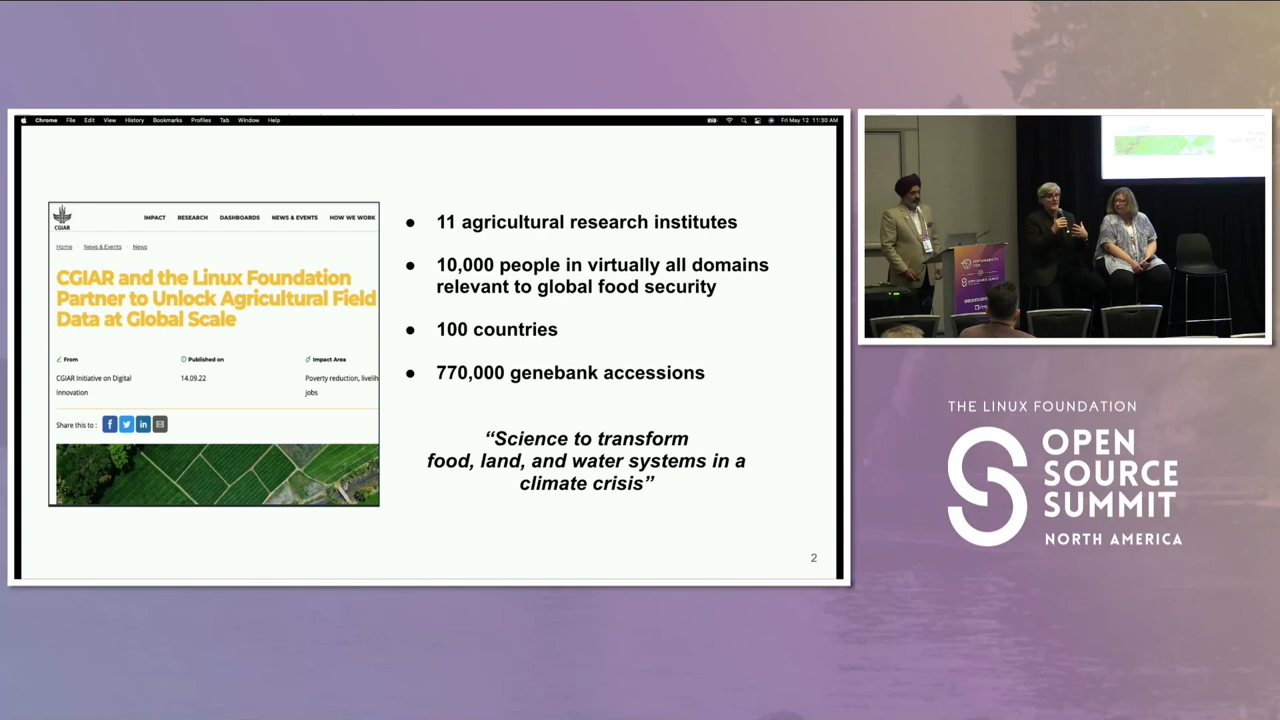 Chrome File Edit View History Bookmarks Profiles Tab Window Help
Fri May 12 11:30 AM
CGIAR
IMPACT RESEARCH DASHBOARDS NEWS & EVENTS HOW WE WORK
Home News & Events News
CGIAR and the Linux Foundation
Partner to Unlock Agricultural Field
Data at Global Scale
From
Published on
Impact Area
CGIAR Initiative on Digital
Innovation
14.09.22
Poverty reduction, livelih
jobs
Share this to :
● 11 agricultural research institutes
● 10,000 people in virtually all domains
relevant to global food security
● 100 countries
● 770,000 genebank accessions
“Science to transform
food, land, and water systems in a
climate crisis”
2
SUSTAINABILITY
OPEN SOURCE SUMMIT
THE LINUX FOUNDATION
OPEN
SOURCE
SUMMIT
NORTH AMERICA